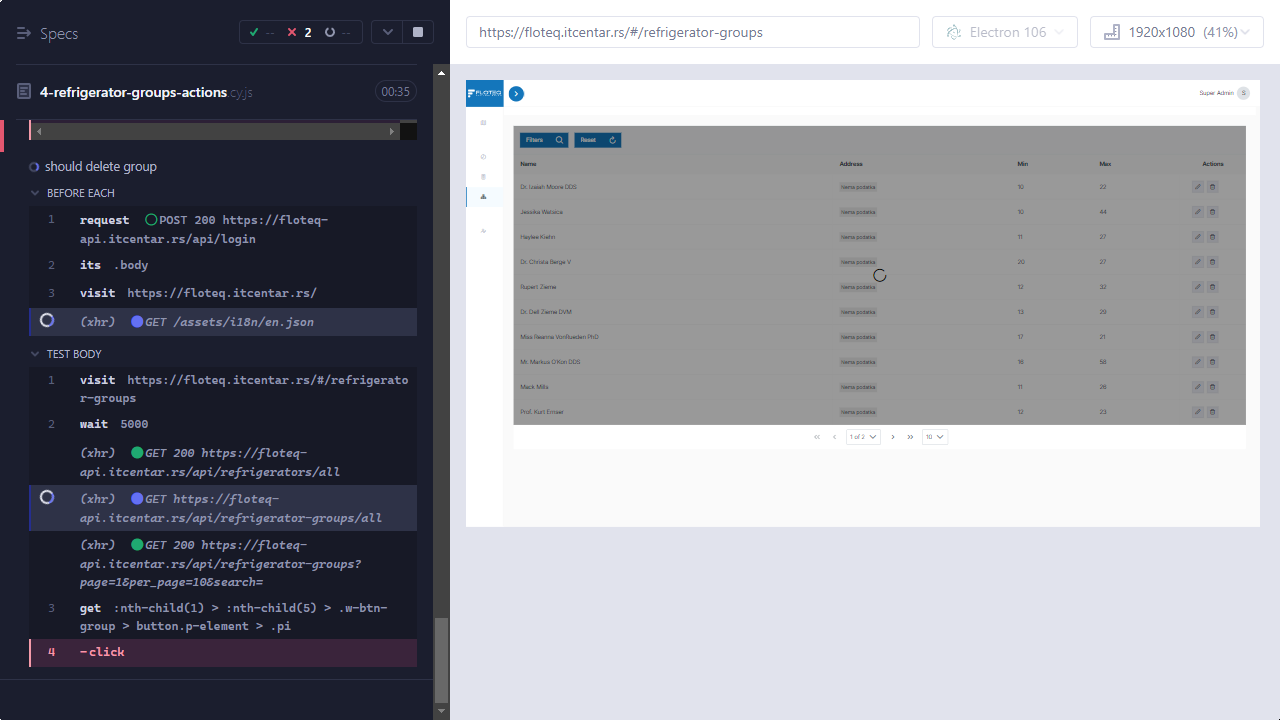 Specs
-- 2 --
https://floteq.itcentar.rs/#/refrigerator-groups
Electron 106
1920x1080 (41%)
4-refrigerator-groups-actions.cy.js
00:35
should delete group
BEFORE EACH
1 request POST 200 https://floteq-
api.itcentar.rs/api/login
2 its .body
3 visit https://floteq.itcentar.rs/
(xhr) GET /assets/i18n/en.json
TEST BODY
1 visit https://floteq.itcentar.rs/#/refrigerato
r-groups
2 wait 5000
(xhr) GET 200 https://floteq-
api.itcentar.rs/api/refrigerators/all
(xhr) GET https://floteq-
api.itcentar.rs/api/refrigerator-groups/all
(xhr) GET 200 https://floteq-
api.itcentar.rs/api/refrigerator-groups?
page=1&per_page=10&search=
3 get :nth-child(1) > :nth-child(5) > .w-btn-
group > button.p-element > .pi
4 -click
FLOTEQ
Super Admin S
Filters Reset
Name Address Min Max Actions
Dr. Isaiah Moore DDS Nema podatka 10 22
Jessika Watsica Nema podatka 10 44
Haylee Kiehn Nema podatka 11 27
Dr. Christa Berge V Nema podatka 20 27
Rupert Zieme Nema podatka 12 32
Dr. Dell Zieme DVM Nema podatka 13 29
Miss Neoma VonRueden PhD Nema podatka 17 21
Mr. Markus O'Kon DDS Nema podatka 16 58
Mack Mills Nema podatka 11 26
Prof. Kurt Nema podatka 12 23
1 of 2 10